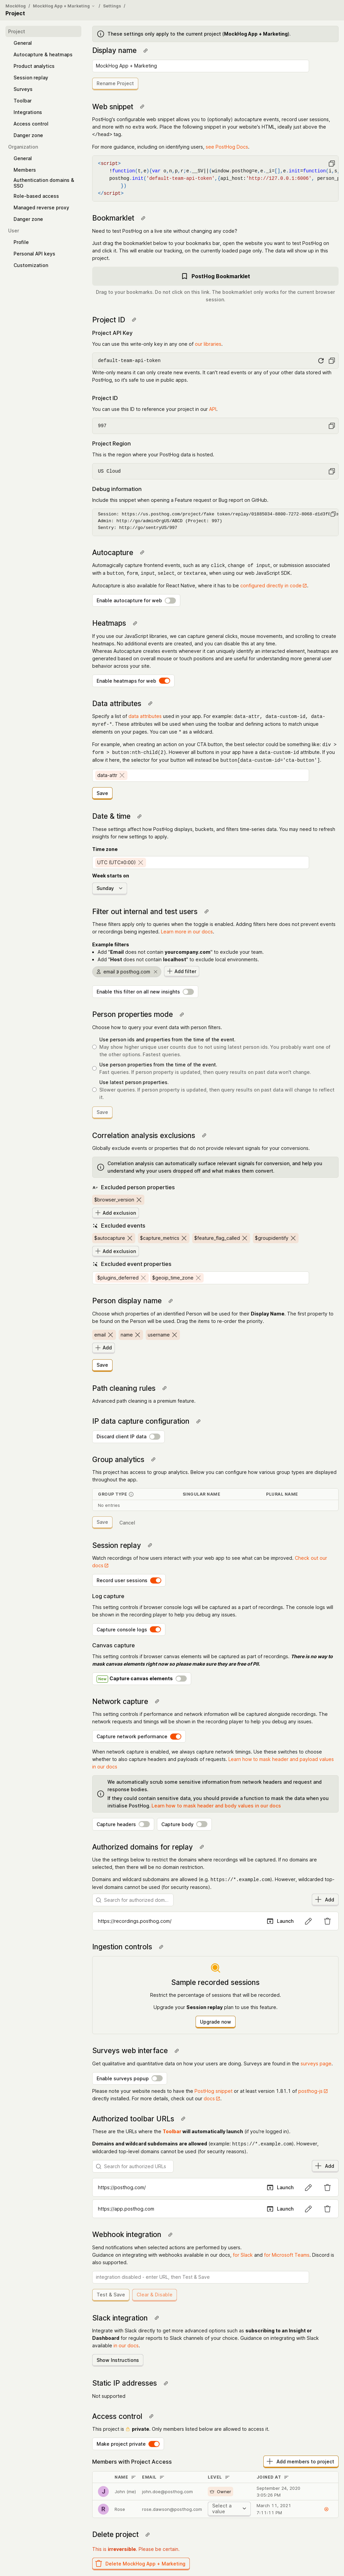 MockHog / MockHog App + Marketing / Settings /
Project
Project
General
Autocapture & heatmaps
Product analytics
Session replay
Surveys
Toolbar
Integrations
Access control
Danger zone
Organization
General
Members
Authentication domains &
SSO
Role-based access
Managed reverse proxy
Danger zone
User
Profile
Personal API keys
Customization
These settings only apply to the current project (MockHog App + Marketing).
Display name
MockHog App + Marketing
Rename Project
Web snippet
PostHog's configurable web snippet allows you to (optionally) autocapture events, record user sessions,
and more with no extra work. Place the following snippet in your website's HTML, ideally just above the
</head> tag.
For more guidance, including on identifying users, see PostHog Docs.
<script>
!function(t,e){var o,n,p,r;e.__SV||(window.posthog=e,e._i=[],e.init=function(i,s
posthog.init('default-team-api-token',{api_host:'http://127.0.0.1:8000', person_p
})
</script>
Bookmarklet
Need to test PostHog on a live site without changing any code?
Just drag the bookmarklet below to your bookmarks bar, open the website you want to test PostHog on
and click it. This will enable our tracking, on the currently loaded page only. The data will show up in this
project.
PostHog Bookmarklet
Drag to your bookmarks. Do not click on this link. The bookmarklet only works for the current browser
session.
Project ID
Project API Key
You can use this write-only key in any one of our libraries.
default-team-api-token
Write-only means it can only create new events. It can't read events or any of your other data stored with
PostHog, so it's safe to use in public apps.
Project ID
You can use this ID to reference your project in our API.
997
Project Region
This is the region where your PostHog data is hosted.
US Cloud
Debug information
Include this snippet when opening a Feature request or Bug report on GitHub.
Admin: http://go/adminOrgUS/ABCD (Project: 997)
Sentry: http://go/sentryUS/997
Autocapture
Automagically capture frontend events, such as any click, change of input, or submission associated
with a button, form, input, select, or textarea, when using our web JavaScript SDK.
Autocapture is also available for React Native, where it has to be configured directly in code.
Enable autocapture for web
Heatmaps
If you use our JavaScript libraries, we can capture general clicks, mouse movements, and scrolling to create
heatmaps. No additional events are created, and you can disable this at any time.
Whereas Autocapture creates events whenever it can uniquely identify an interacted element, heatmaps are
generated based on overall mouse or touch positions and are useful for understanding more general user
behavior across your site.
Enable heatmaps for web
Data attributes
Specify a list of data attributes used in your app. For example: data-attr, data-custom-id, data-
ref-*. These attributes will be used when using the toolbar and defining actions to match unique
elements on your pages. You can use * as a wildcard.
For example, when creating an action on your CTA button, the best selector could be something like: div >
form > button:nth-child(2). However all buttons in your app have a data-custom-id attribute. If you
add it here, the selector for your button will instead be button[data-custom-id='cta-button'].
data-attr
Save
Date & time
These settings affect how PostHog displays, buckets, and filters time-series data. You may need to refresh
insights for new settings to apply.
Time zone
UTC (UTC±0:00)
Week starts on
Sunday
Filter out internal and test users
These filters apply only to queries when the toggle is enabled. Adding filters here does not prevent events
or recordings being ingested. Learn more in our docs.
Example filters
Add "Email does not contain yourcompany.com" to exclude your team.
Add "Host does not contain localhost" to exclude local environments.
email ∌ posthog.com
Add filter
Enable this filter on all new insights
Person properties mode
Choose how to query your event data with person filters.
Use person ids and properties from the time of the event.
May show higher unique user counts due to not using latest person ids. You probably want one of
the other options. Fastest queries.
Use person properties from the time of the event.
Fast queries. If person property is updated, then query results on past data won't change.
Use latest person properties.
Slower queries. If person property is updated, then query results on past data will change to reflect
it.
Save
Correlation analysis exclusions
Globally exclude events or properties that do not provide relevant signals for your conversions.
Correlation analysis can automatically surface relevant signals for conversion, and help you
understand why your users dropped off and what makes them convert.
Excluded person properties
$browser_version
Add exclusion
Excluded events
$autocapture $capture_metrics $feature_flag_called $groupidentify
Add exclusion
Excluded event properties
$plugins_deferred $geoip_time_zone
Person display name
Choose which properties of an identified Person will be used for their Display Name. The first property to
be found on the Person will be used. Drag the items to re-order the priority.
email name username
Add
Save
Path cleaning rules
Advanced path cleaning is a premium feature.
IP data capture configuration
Discard client IP data
Group analytics
This project has access to group analytics. Below you can configure how various group types are displayed
throughout the app.
GROUP TYPE SINGULAR NAME PLURAL NAME
No entries
Save Cancel
Session replay
Watch recordings of how users interact with your web app to see what can be improved. Check out our
docs
Record user sessions
Log capture
This setting controls if browser console logs will be captured as a part of recordings. The console logs will
be shown in the recording player to help you debug any issues.
Capture console logs
Canvas capture
This setting controls if browser canvas elements will be captured as part of recordings. There is no way to
mask canvas elements right now so please make sure they are free of PII.
New Capture canvas elements
Network capture
This setting controls if performance and network information will be captured alongside recordings. The
network requests and timings will be shown in the recording player to help you debug any issues.
Capture network performance
When network capture is enabled, we always capture network timings. Use these switches to choose
whether to also capture headers and payloads of requests. Learn how to mask header and payload values
in our docs
We automatically scrub some sensitive information from network headers and request and
response bodies.
If they could contain sensitive data, you should provide a function to mask the data when you
initialise PostHog. Learn how to mask header and body values in our docs
Capture headers Capture body
Authorized domains for replay
Use the settings below to restrict the domains where recordings will be captured. If no domains are
selected, then there will be no domain restriction.
Domains and wildcard subdomains are allowed (e.g. https://*.example.com). However, wildcarded top-
level domains cannot be used (for security reasons).
Search for authorized dom.. Add
https://recordings.posthog.com/ Launch
Ingestion controls
Sample recorded sessions
Restrict the percentage of sessions that will be recorded.
Upgrade your Session replay plan to use this feature.
Upgrade now
Surveys web interface
Get qualitative and quantitative data on how your users are doing. Surveys are found in the surveys page.
Enable surveys popup
Please note your website needs to have the PostHog snippet or at least version 1.81.1 of posthog-js
directly installed. For more details, check out our docs.
Authorized toolbar URLs
These are the URLs where the Toolbar will automatically launch (if you're logged in).
Domains and wildcard subdomains are allowed (example: https://*.example.com). However,
wildcarded top-level domains cannot be used (for security reasons).
Search for authorized URLs Add
https://posthog.com/ Launch
https://app.posthog.com Launch
Webhook integration
Send notifications when selected actions are performed by users.
Guidance on integrating with webhooks available in our docs, for Slack and for Microsoft Teams. Discord is
also supported.
integration disabled - enter URL, then Test & Save
Test & Save Clear & Disable
Slack integration
Integrate with Slack directly to get more advanced options such as subscribing to an Insight or
Dashboard for regular reports to Slack channels of your choice. Guidance on integrating with Slack
available in our docs.
Show Instructions
Static IP addresses
Not supported
Access control
This project is private. Only members listed below are allowed to access it.
Make project private
Members with Project Access
Add members to project
NAME EMAIL LEVEL JOINED AT
J John (me) john.doe@posthog.com Owner September 24, 2020
3:05:26 PM
R Rose rose.dawson@posthog.com Select a value March 11, 2021
7:11:11 PM
Delete project
This is irreversible. Please be certain.
Delete MockHog App + Marketing